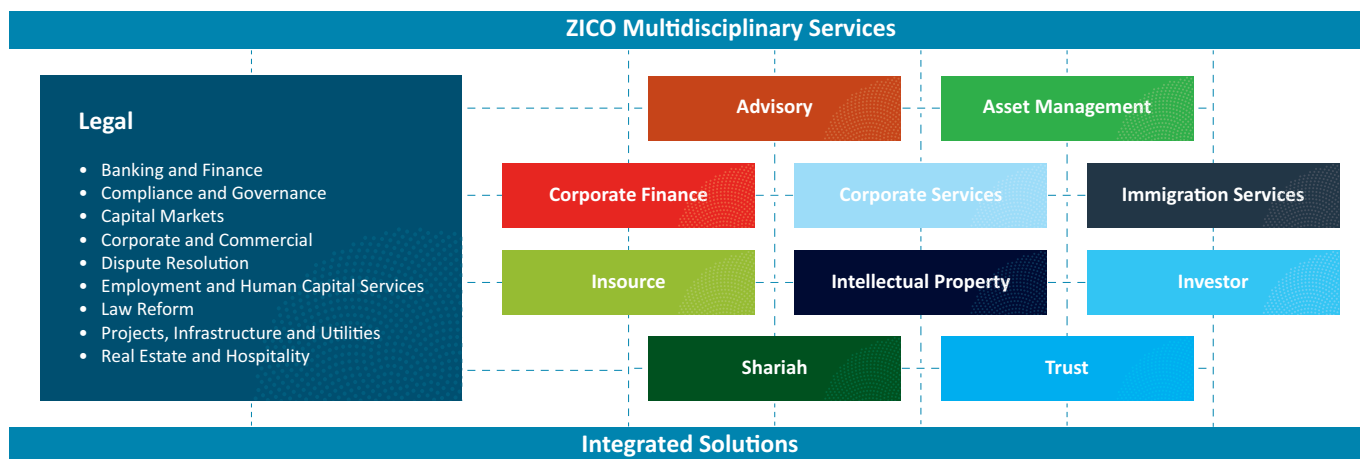 ZICO Multidisciplinary Services
Legal
• Banking and Finance
• Compliance and Governance
• Capital Markets
• Corporate and Commercial
• Dispute Resolution
• Employment and Human Capital Services
• Law Reform
• Projects, Infrastructure and Utilities
• Real Estate and Hospitality
Advisory
Asset Management
Corporate Finance
Corporate Services
Immigration Services
Insource
Intellectual Property
Investor
Shariah
Trust
Integrated Solutions